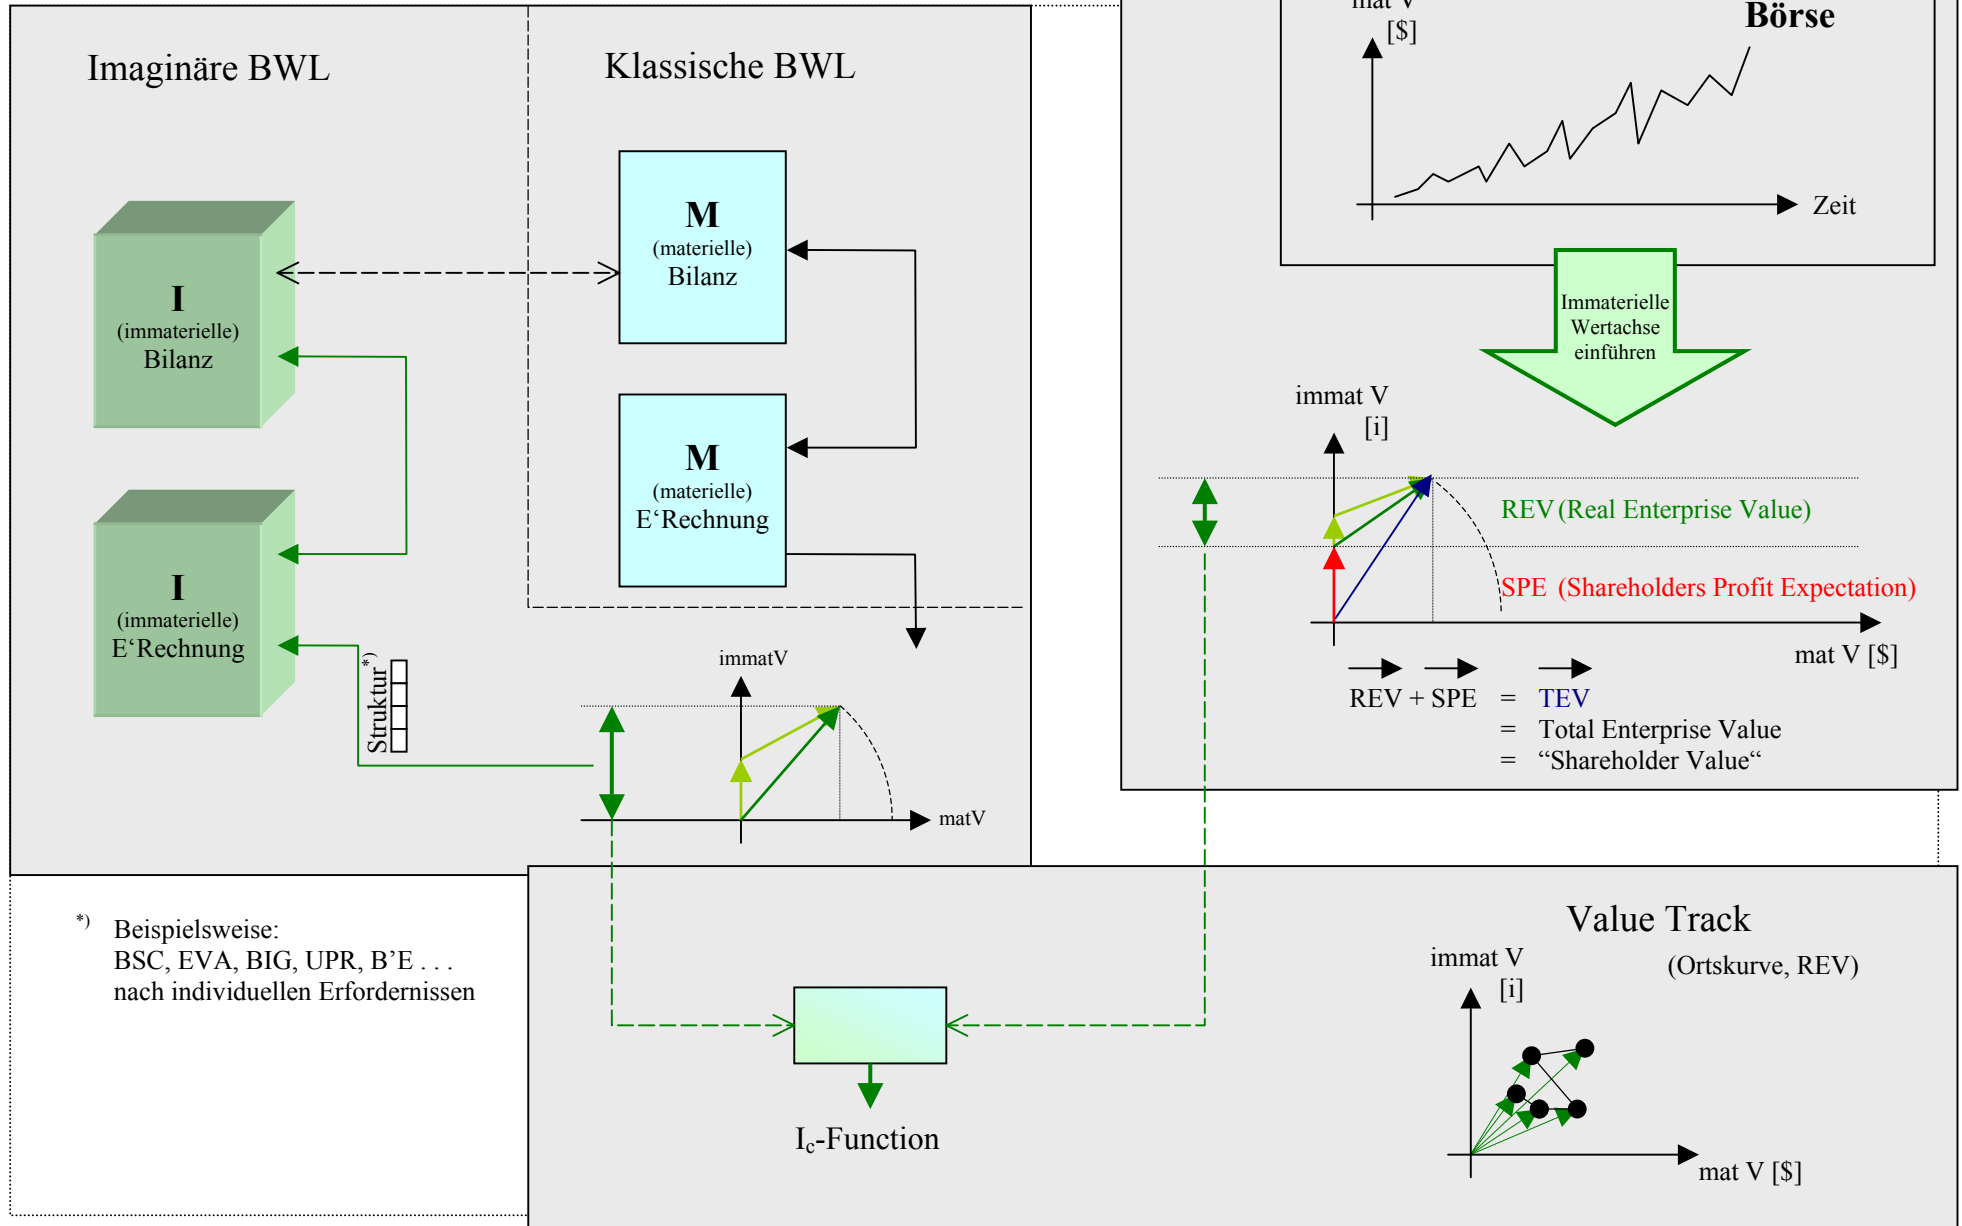 Imaginäre BWL
Klassische BWL
M
(materielle)
Bilanz
I
(immaterielle)
Bilanz
M
(materielle)
E‘Rechnung
I
(immaterielle)
E‘Rechnung
Struktur*)
immatV
matV
mat V
[$]
Börse
Zeit
Immaterielle
Wertachse
einführen
immat V
[i]
REV (Real Enterprise Value)
SPE (Shareholders Profit Expectation)
mat V [$]
REV + SPE = TEV
= Total Enterprise Value
= “Shareholder Value“
*) Beispielsweise:
BSC, EVA, BIG, UPR, B’E . . .
nach individuellen Erfordernissen
Ic-Function
Value Track
(Ortskurve, REV)
immat V
[i]
mat V [$]